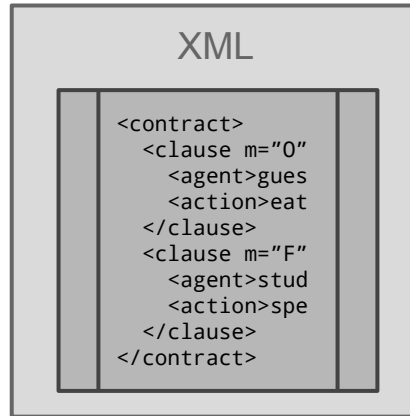 XML
<contract>
<clause m=”O”
<agent>gues
<action>eat
</clause>
<clause m=”F”
<agent>stud
<action>spe
</clause>
</contract>